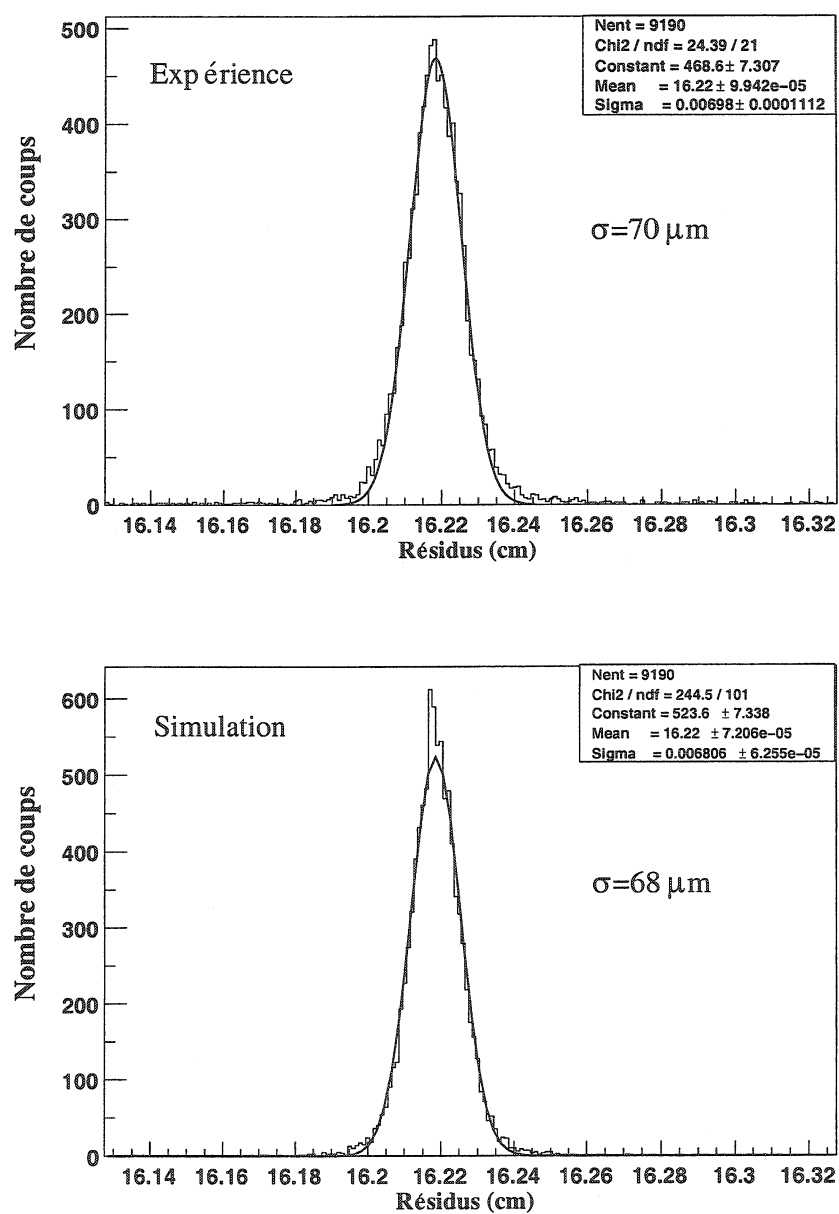 Nent = 9190
Chi2 / ndf = 24.39 / 21
Constant = 468.6± 7.307
Mean = 16.22 ± 9.942e-05
Sigma = 0.00698± 0.0001112
Exp érience
σ=70 μm
Nombre de coups
500
400
300
200
100
0
16.14 16.16 16.18 16.2 16.22 16.24 16.26 16.28 16.3 16.32
Résidus (cm)
Nent = 9190
Chi2 / ndf = 244.5 / 101
Constant = 523.6 ± 7.338
Mean = 16.22 ± 7.206e-05
Sigma = 0.006806 ± 6.255e-05
Simulation
σ=68 μm
Nombre de coups
600
500
400
300
200
100
0
16.14 16.16 16.18 16.2 16.22 16.24 16.26 16.28 16.3 16.32
Résidus (cm)